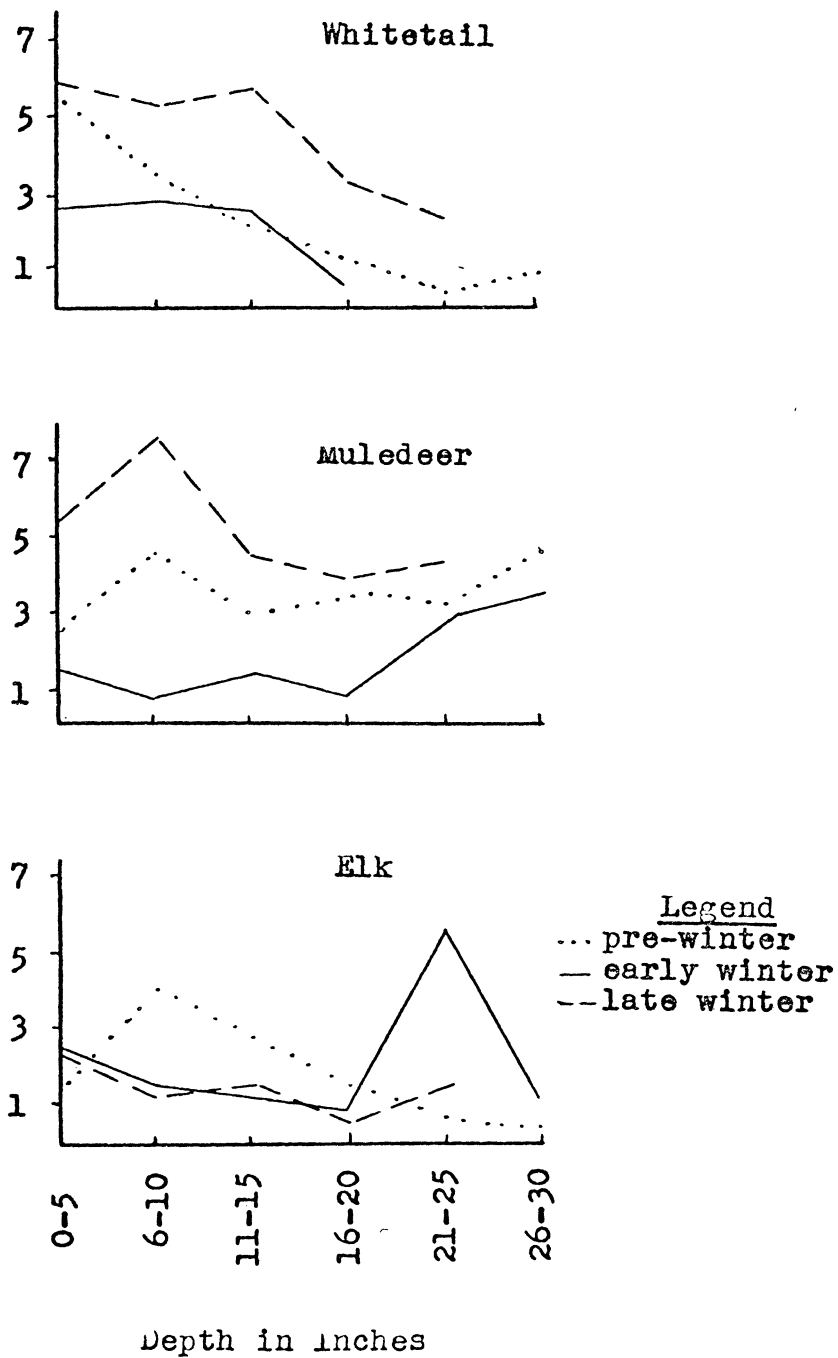 Whitetail
7
5
3
1
Muledeer
7
5
3
1
Elk
7
5
3
1
Legend
... pre-winter
— early winter
-- late winter
0-5
6-10
11-15
16-20
21-25
26-30
Depth in Inches